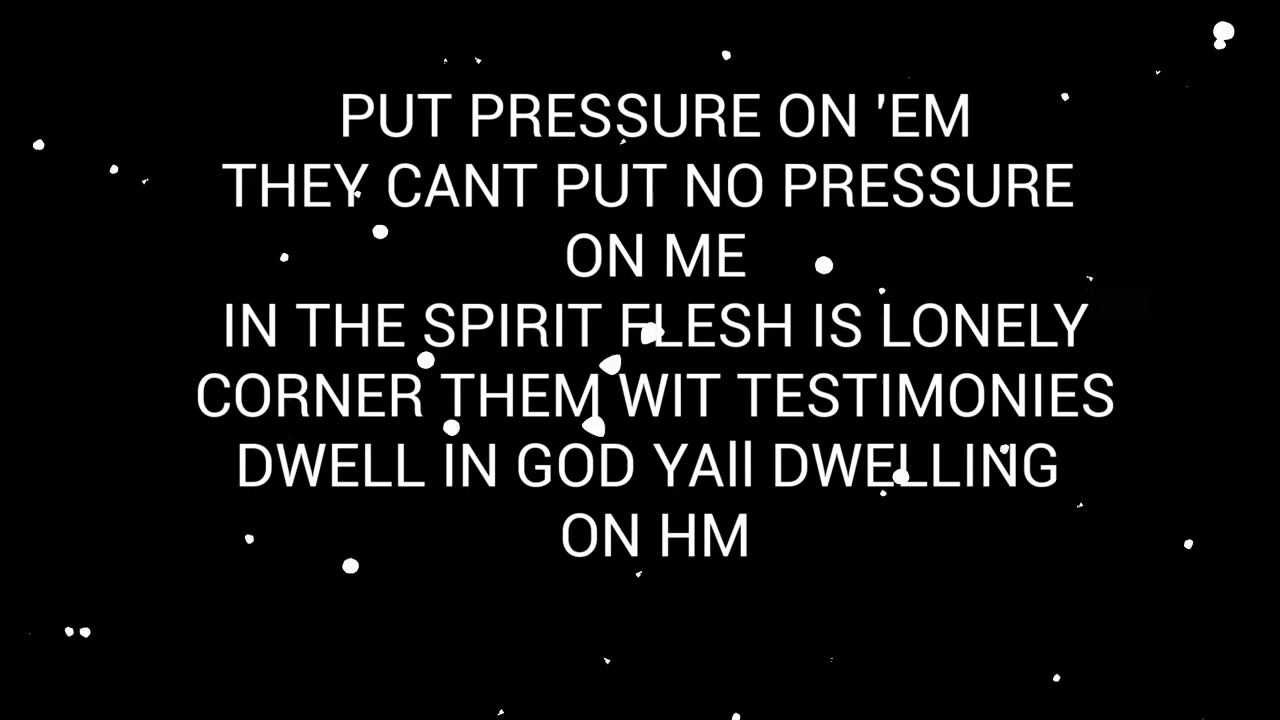 PUT PRESSURE ON 'EM
THEY CANT PUT NO PRESSURE
ON ME
IN THE SPIRIT FLESH IS LONELY
CORNER THEM WIT TESTIMONIES
DWELL IN GOD YAll DWELLING
ON HM